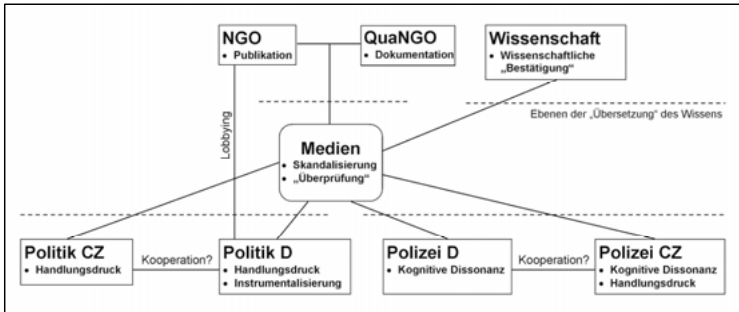 NGO
• Publikation
QuaNGO
• Dokumentation
Wissenschaft
• Wissenschaftliche
„Bestätigung“
Lobbying
Ebenen der „Übersetzung“ des Wissens
Medien
• Skandalisierung
• „Überprüfung“
Politik CZ
• Handlungsdruck
Kooperation?
Politik D
• Handlungsdruck
• Instrumentalisierung
Polizei D
• Kognitive Dissonanz
Kooperation?
Polizei CZ
• Kognitive Dissonanz
• Handlungsdruck